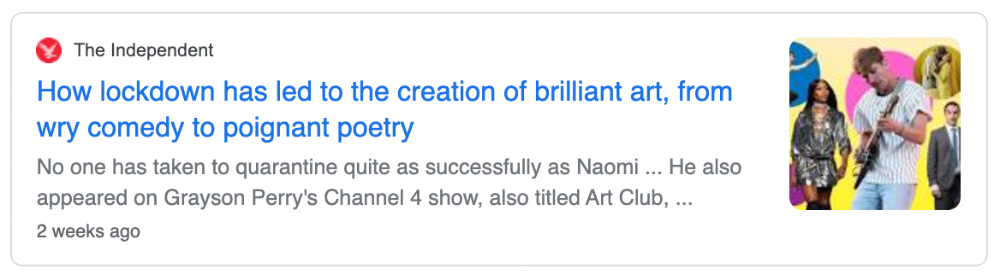 The Independent
How lockdown has led to the creation of brilliant art, from
wry comedy to poignant poetry
No one has taken to quarantine quite as successfully as Naomi ... He also
appeared on Grayson Perry's Channel 4 show, also titled Art Club, ...
2 weeks ago